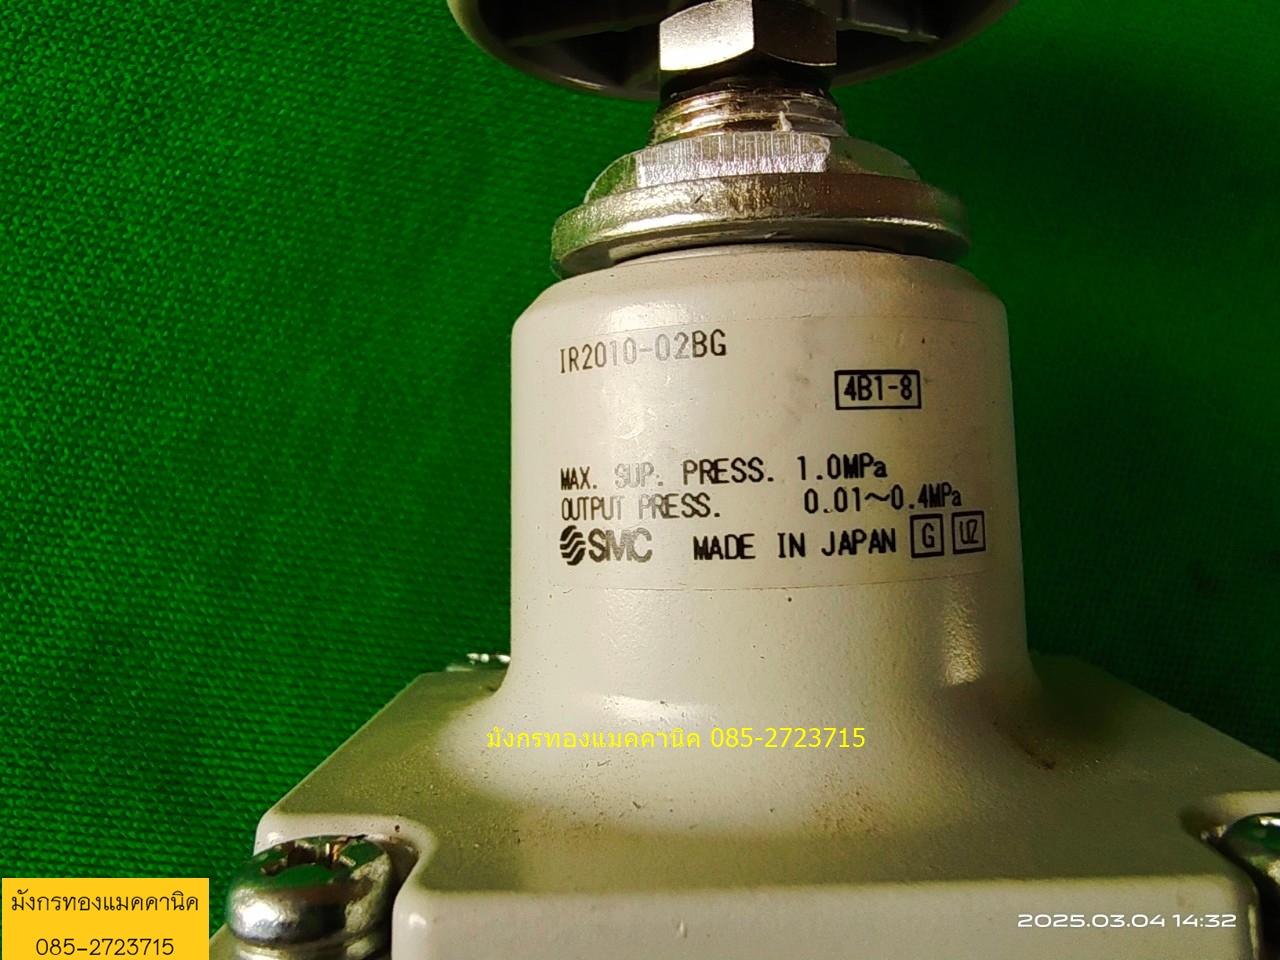 IR2010-02BG
4B1-8
MAX. SUP. PRESS. 1.0MPa
OUTPUT PRESS. 0.01～0.4MPa
SMC MADE IN JAPAN G UZ
มังกรทองแมคคานิค 085-2723715
มังกรทองแมคคานิค
085-2723715
2025.03.04 14:32